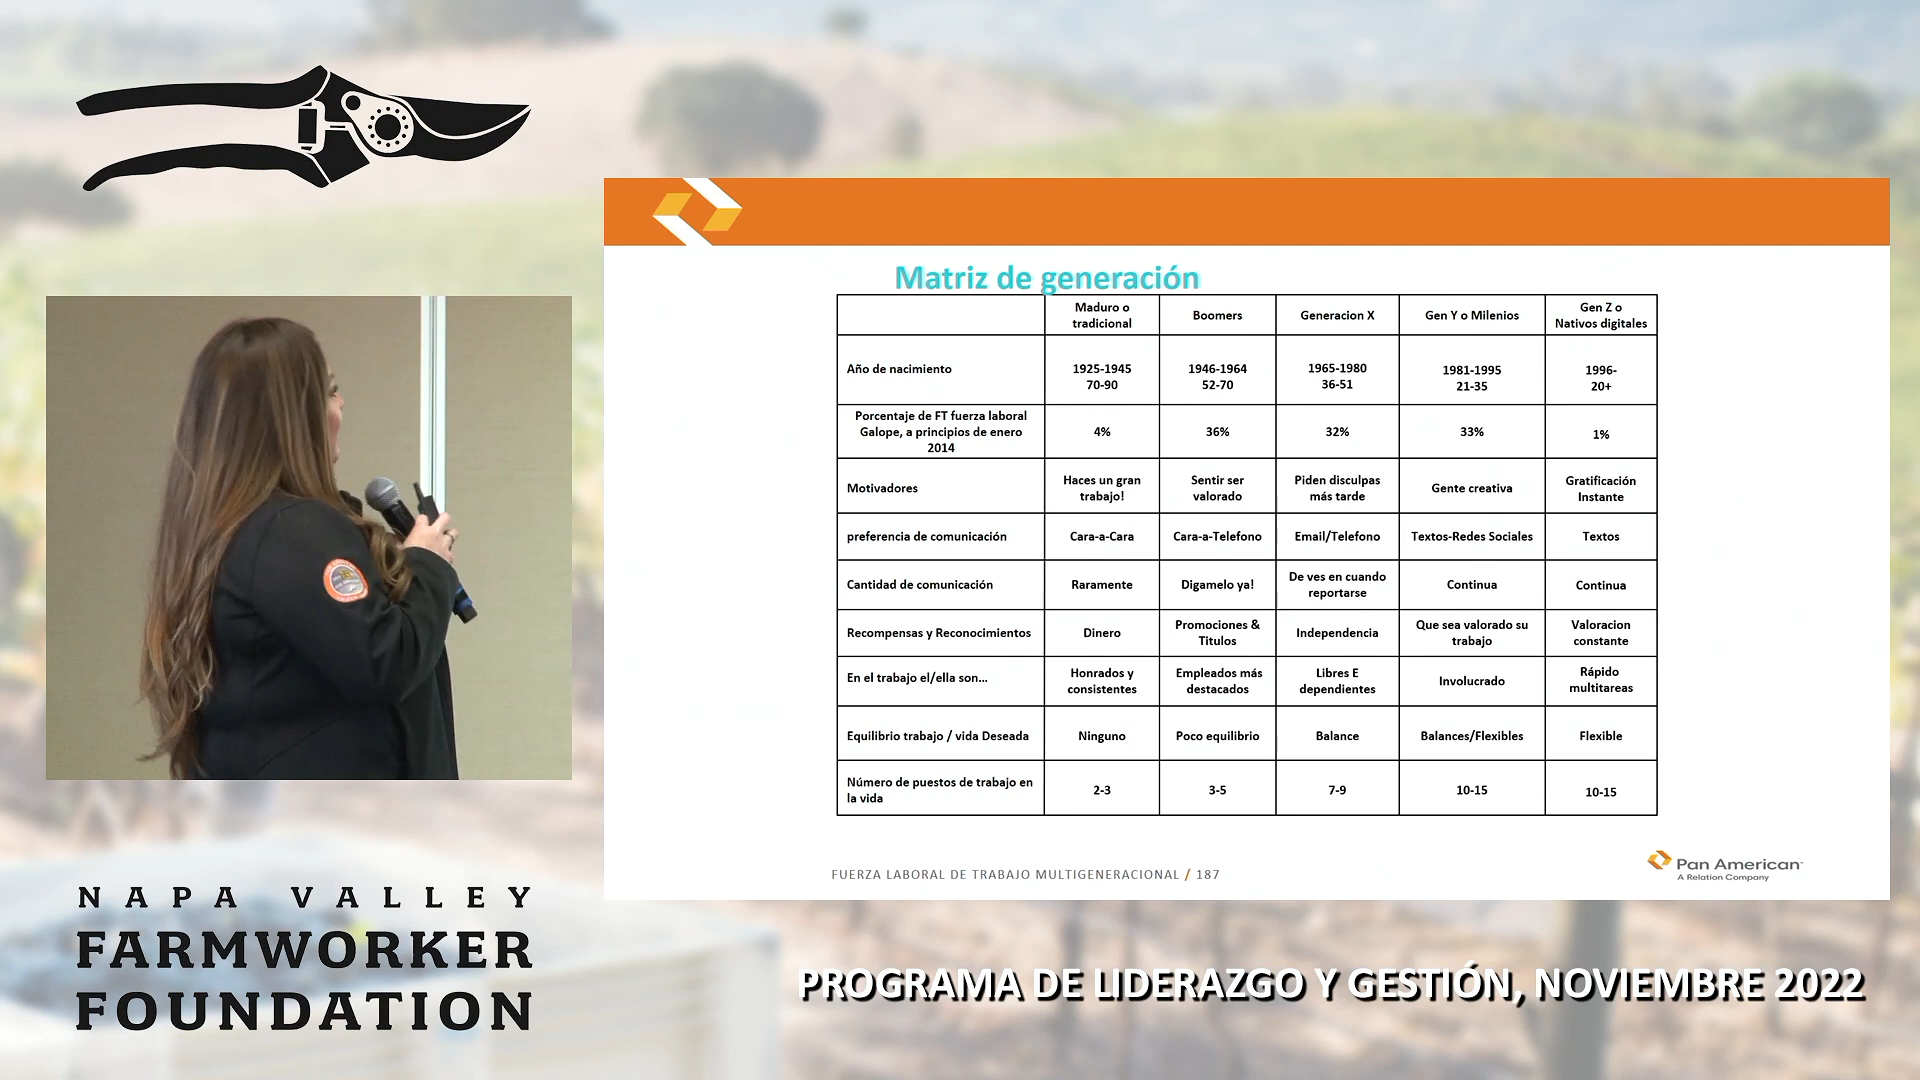 NAPA VALLEY
FARMWORKER
FOUNDATION
Matriz de generación
Maduro o
tradicional
Boomers
Generacion X
Gen Y o Milenios
Gen Z o
Nativos digitales
Año de nacimiento
1925-1945
70-90
1946-1964
52-70
1965-1980
36-51
1981-1995
21-35
1996-
20+
Porcentaje de FT fuerza laboral
Galope, a principios de enero
2014
4%
36%
32%
33%
1%
Motivadores
Haces un gran
trabajo!
Sentir ser
valorado
Piden disculpas
más tarde
Gente creativa
Gratificación
Instante
preferencia de comunicación
Cara-a-Cara
Cara-a-Telefono
Email/Telefono
Textos-Redes Sociales
Textos
Cantidad de comunicación
Raramente
Digamelo ya!
De ves en cuando
reportarse
Continua
Continua
Recompensas y Reconocimientos
Dinero
Promociones &
Titulos
Independencia
Que sea valorado su
trabajo
Valoracion
constante
En el trabajo el/ella son...
Honrados y
consistentes
Empleados más
destacados
Libres E
dependientes
Involucrado
Rápido
multitareas
Equilibrio trabajo / vida Deseada
Ninguno
Poco equilibrio
Balance
Balances/Flexibles
Flexible
Número de puestos de trabajo en
la vida
2-3
3-5
7-9
10-15
10-15
FUERZA LABORAL DE TRABAJO MULTIGENERACIONAL / 187
Pan American
A Relation Company
PROGRAMA DE LIDERAZGO Y GESTIÓN, NOVIEMBRE 2022